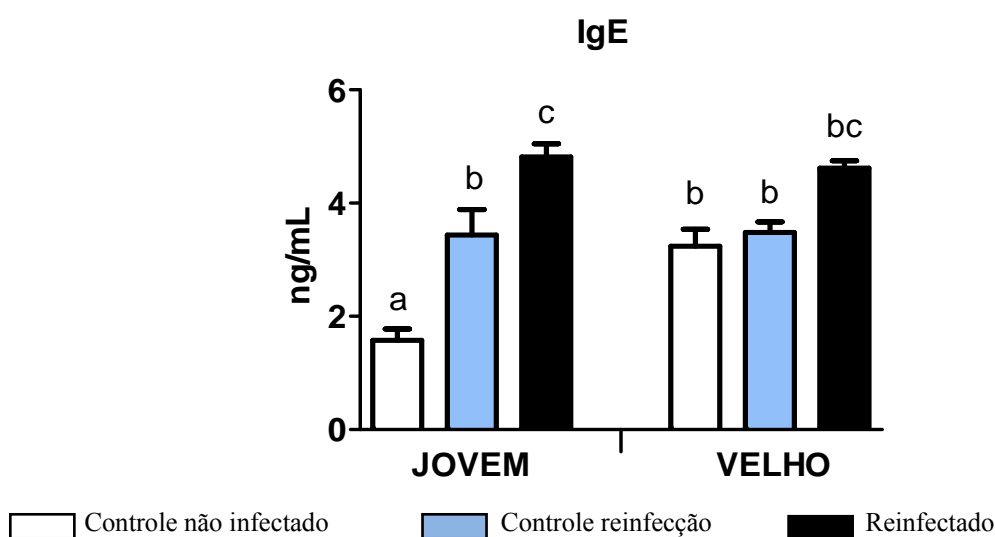 IgE
6
c
bc
b
b b
4
ng/mL
a
2
0
JOVEM VELHO
Controle não infectado Controle reinfecção Reinfectado